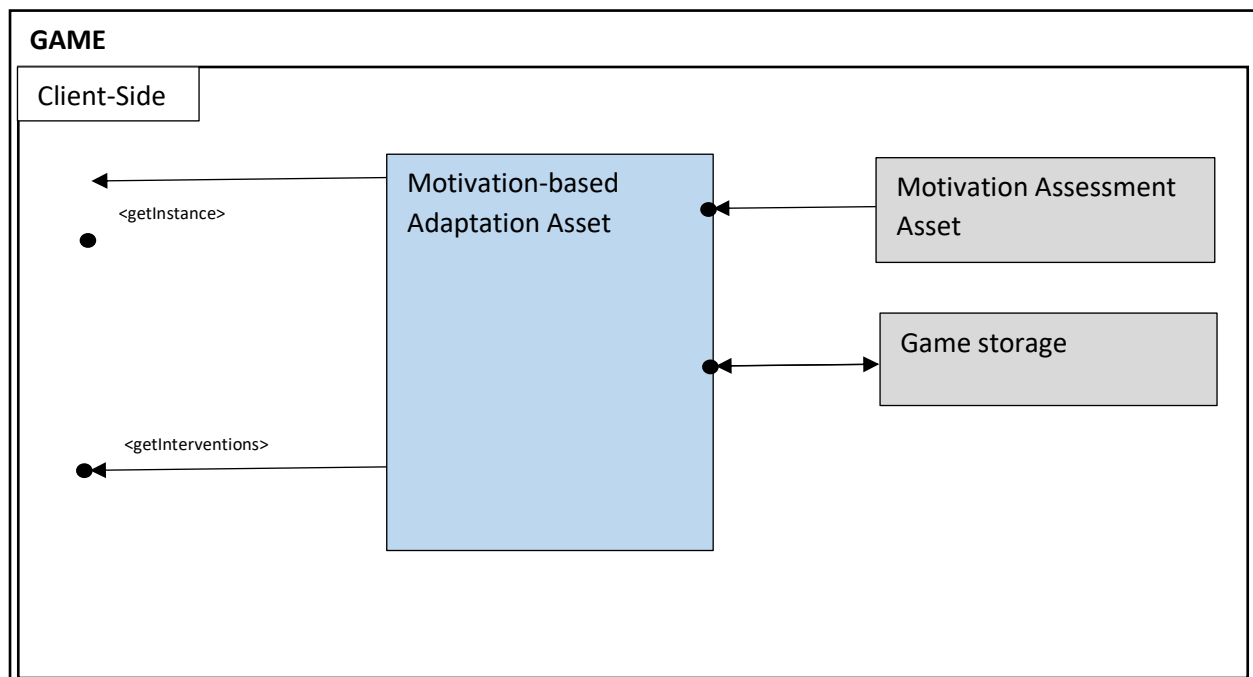 GAME
Client-Side
Motivation-based
Adaptation Asset
Motivation Assessment
Asset
<getInstance>
Game storage
<getInterventions>